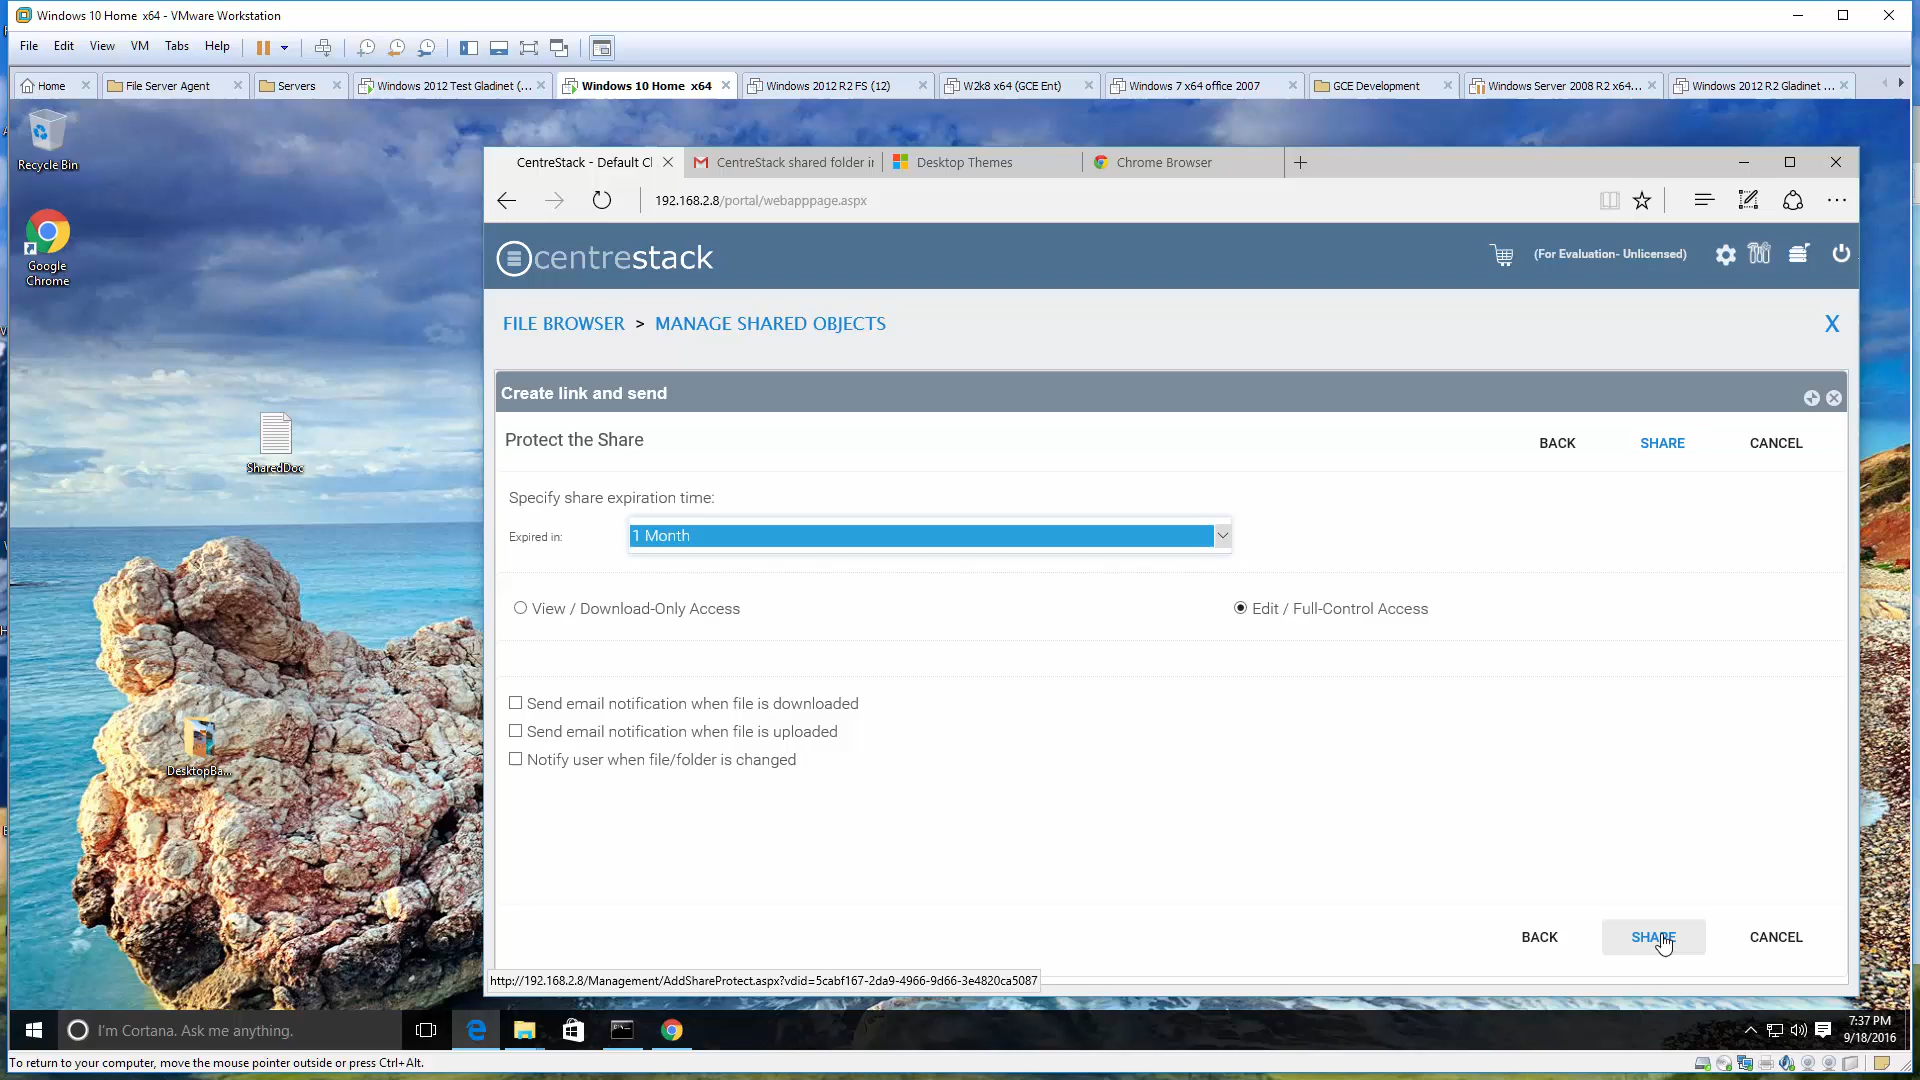 Windows 10 Home x64 - VMware Workstation
File Edit View VM Tabs Help
Home File Server Agent Servers Windows 2012 Test Gladinet (... Windows 10 Home x64 Windows 2012 R2 FS (12) W2k8 x64 (GCE Ent) Windows 7 x64 office 2007 GCE Development Windows Server 2008 R2 x64... Windows 2012 R2 Gladinet ...
Recycle Bin
Google
Chrome
SharedDoc
DesktopBa...
CentreStack - Default Cl CentreStack shared folder in Desktop Themes Chrome Browser
192.168.2.8/portal/webapppage.aspx
centrestack
(For Evaluation- Unlicensed)
FILE BROWSER > MANAGE SHARED OBJECTS X
Create link and send
Protect the Share BACK SHARE CANCEL
Specify share expiration time:
Expired in: 1 Month
View / Download-Only Access Edit / Full-Control Access
Send email notification when file is downloaded
Send email notification when file is uploaded
Notify user when file/folder is changed
BACK SHARE CANCEL
http://192.168.2.8/Management/AddShareProtect.aspx?vdid=5cabf167-2da9-4966-9d66-3e4820ca5087
I'm Cortana. Ask me anything.
7:37 PM
9/18/2016
To return to your computer, move the mouse pointer outside or press Ctrl+Alt.